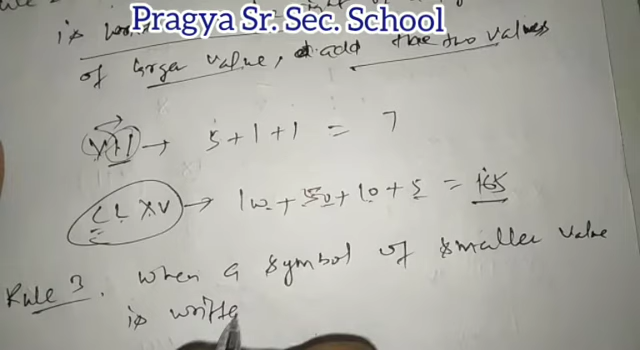 Pragya Sr. Sec. School
is
of larger value, add the two values
VII → 5+1+1 = 7
CLXV → 100+50+10+5 = 165
Rule 3. When a symbol of smaller value
is writte